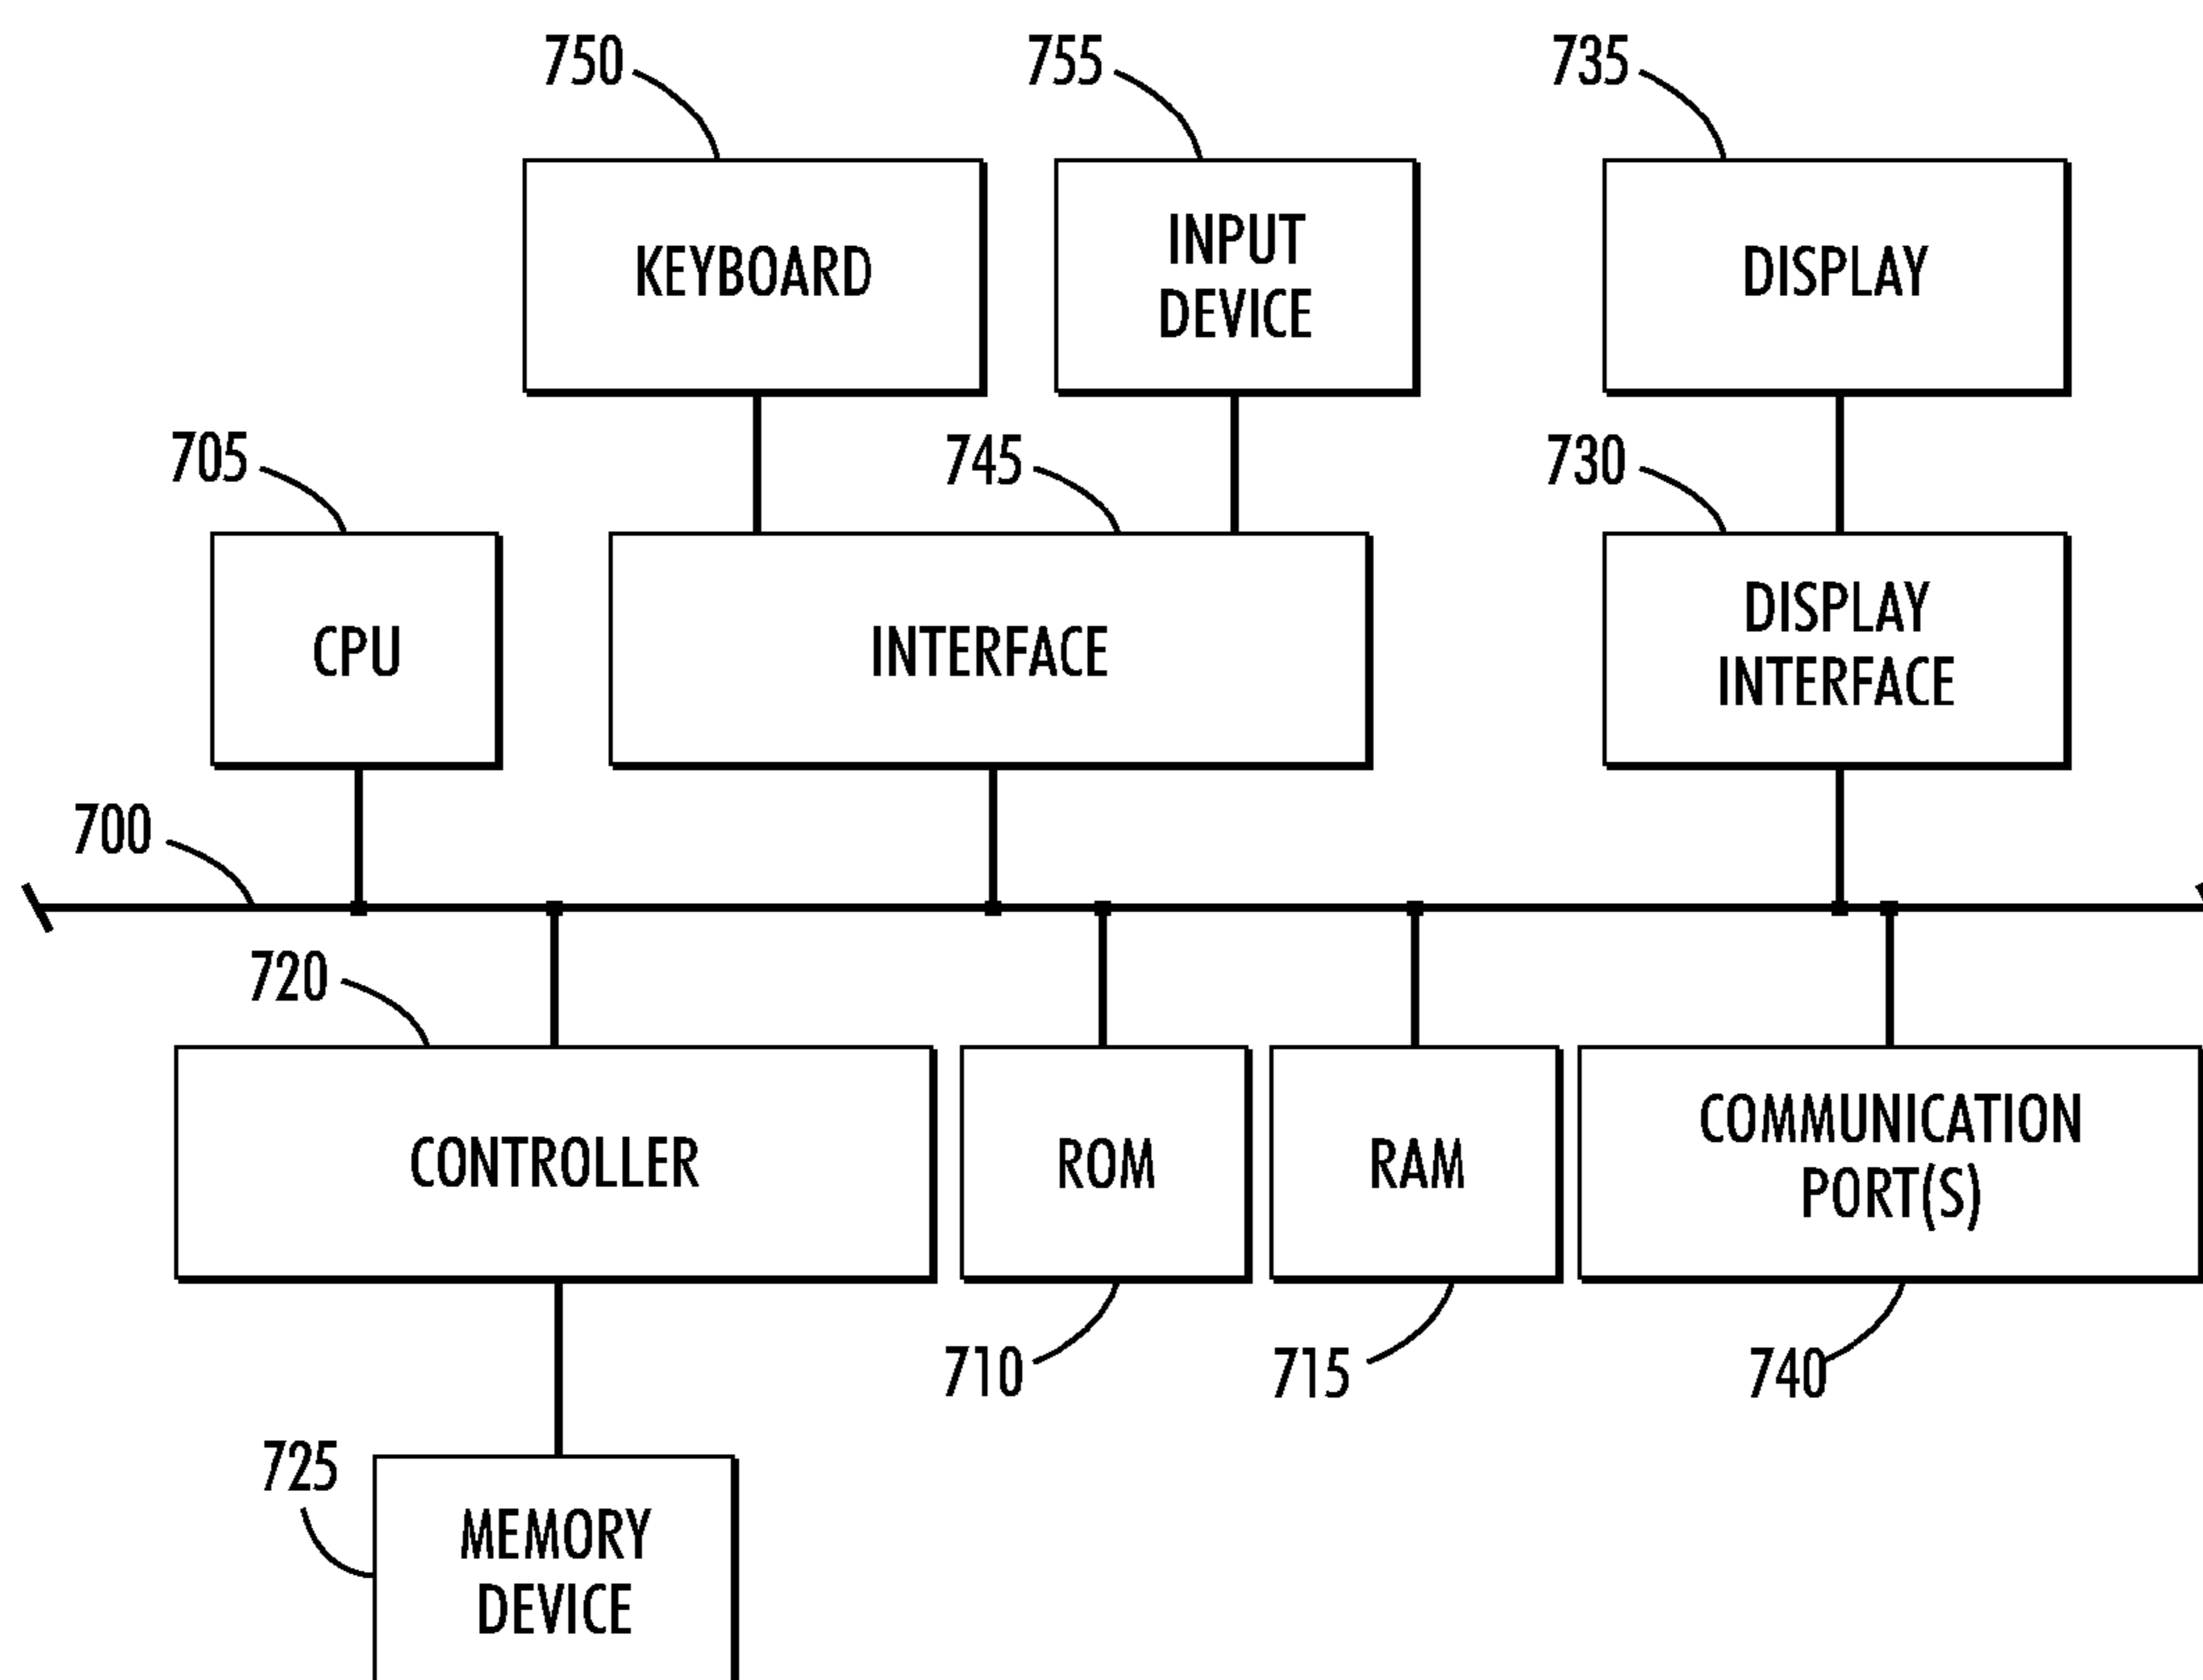 750
755
735
KEYBOARD
INPUT
DEVICE
DISPLAY
705
745
730
CPU
INTERFACE
DISPLAY
INTERFACE
700
720
CONTROLLER
ROM
RAM
COMMUNICATION
PORT(S)
710
715
740
725
MEMORY
DEVICE